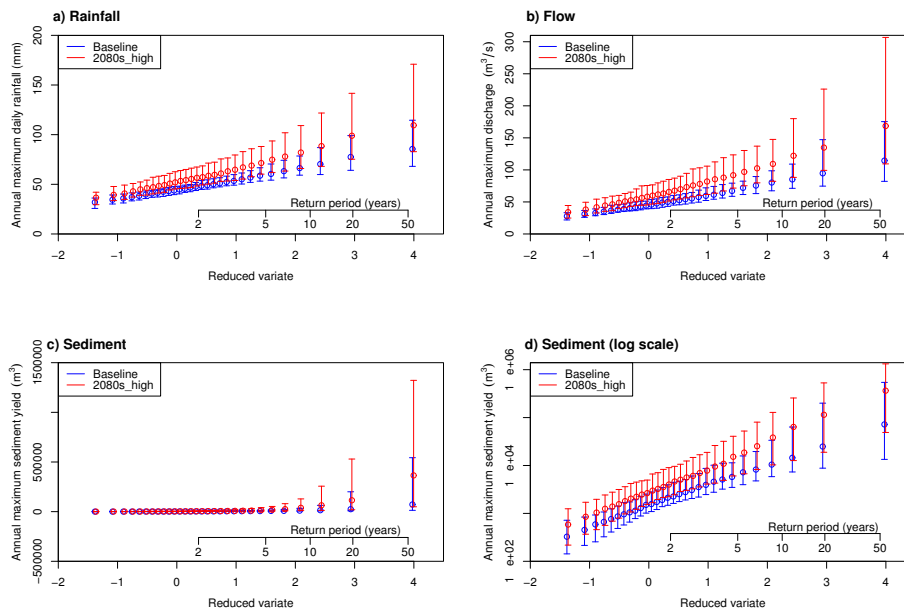 a) Rainfall
Annual maximum daily rainfall (mm)
0 50 100 150 200
Baseline
2080s_high
Return period (years)
2 5 10 20 50
−2 −1 0 1 2 3 4
Reduced variate
b) Flow
Annual maximum discharge (m³/s)
0 50 100 150 200 250 300
Baseline
2080s_high
Return period (years)
2 5 10 20 50
−2 −1 0 1 2 3 4
Reduced variate
c) Sediment
Annual maximum sediment yield (m³)
−500000 0 500000 1500000
Baseline
2080s_high
Return period (years)
2 5 10 20 50
−2 −1 0 1 2 3 4
Reduced variate
d) Sediment (log scale)
Annual maximum sediment yield (m³)
1 e+02 1 e+04 1 e+06
Baseline
2080s_high
Return period (years)
2 5 10 20 50
−2 −1 0 1 2 3 4
Reduced variate